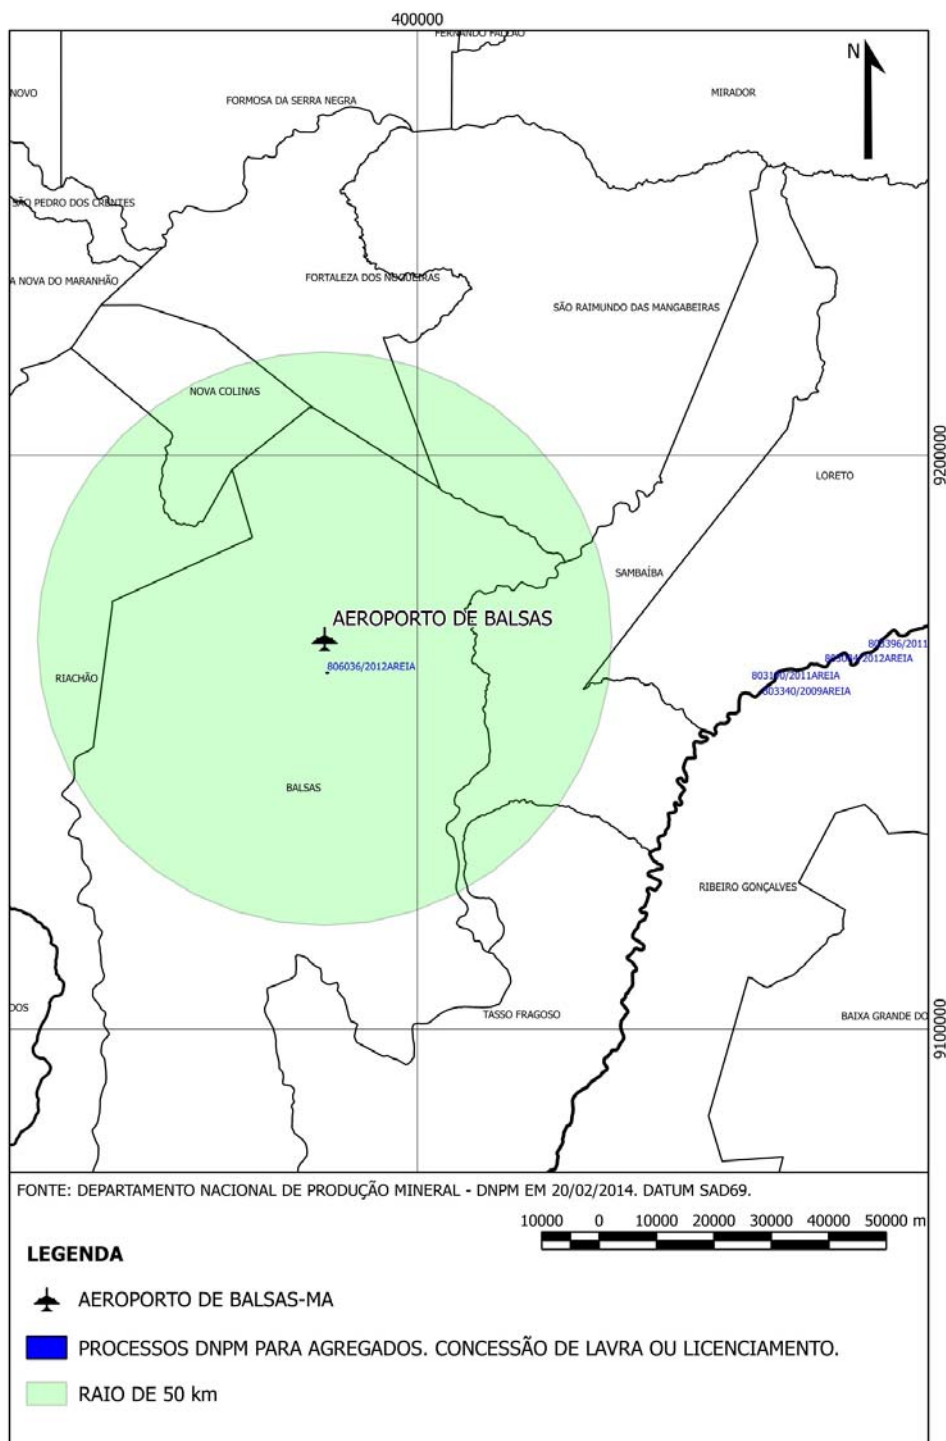 400000
FERNANDO FALCÃO
N
NOVO
FORMOSA DA SERRA NEGRA
MIRADOR
SÃO PEDRO DOS CRENTES
A NOVA DO MARANHÃO
FORTALEZA DOS NOGUEIRAS
SÃO RAIMUNDO DAS MANGABEIRAS
NOVA COLINAS
9200000
LORETO
SAMBAÍBA
AEROPORTO DE BALSAS
803396/2011
806036/2012AREIA
RIACHÃO
803340/2009AREIA
BALSAS
RIBEIRO GONÇALVES
DOS
TASSO FRAGOSO
BAIXA GRANDE DO
9100000
FONTE: DEPARTAMENTO NACIONAL DE PRODUÇÃO MINERAL - DNPM EM 20/02/2014. DATUM SAD69.
10000 0 10000 20000 30000 40000 50000 m
LEGENDA
AEROPORTO DE BALSAS-MA
PROCESSOS DNPM PARA AGREGADOS. CONCESSÃO DE LAVRA OU LICENCIAMENTO.
RAIO DE 50 km